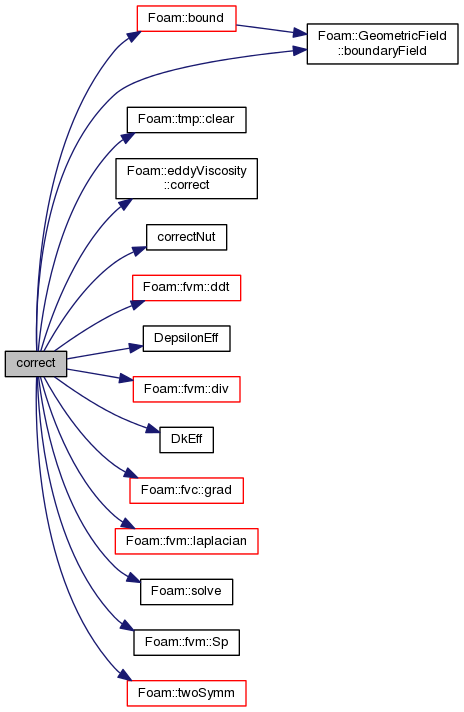 Foam::bound
Foam::GeometricField
::boundaryField
Foam::tmp::clear
Foam::eddyViscosity
::correct
correctNut
Foam::fvm::ddt
DepsilonEff
correct
Foam::fvm::div
DkEff
Foam::fvc::grad
Foam::fvm::laplacian
Foam::solve
Foam::fvm::Sp
Foam::twoSymm